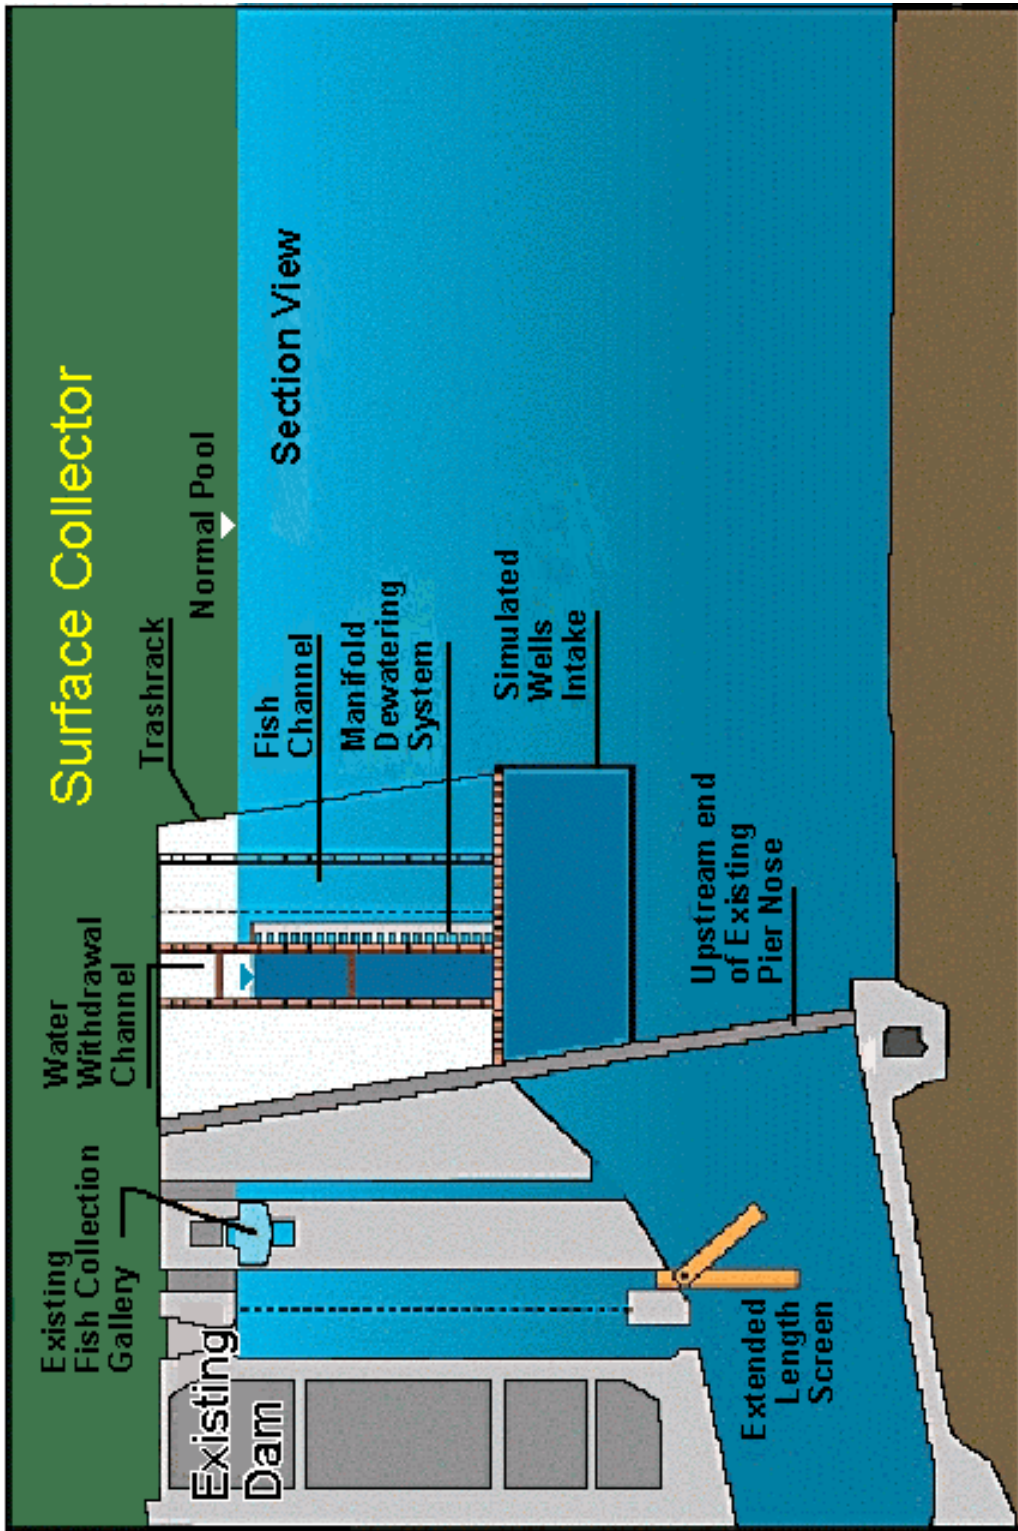 Surface Collector
Existing
Fish Collection
Gallery
Water
Withdrawal
Channel
Trashrack
Normal Pool
Section View
Existing
Dam
Fish
Channel
Manifold
Dewatering
System
Simulated
Wells
Intake
Upstream end
of Existing
Pier Nose
Extended
Length
Screen